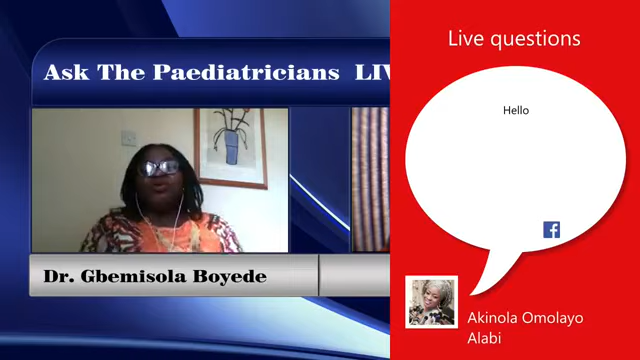 Ask The Paediatricians LIV
Dr. Gbemisola Boyede
Live questions
Hello
Akinola Omolayo
Alabi